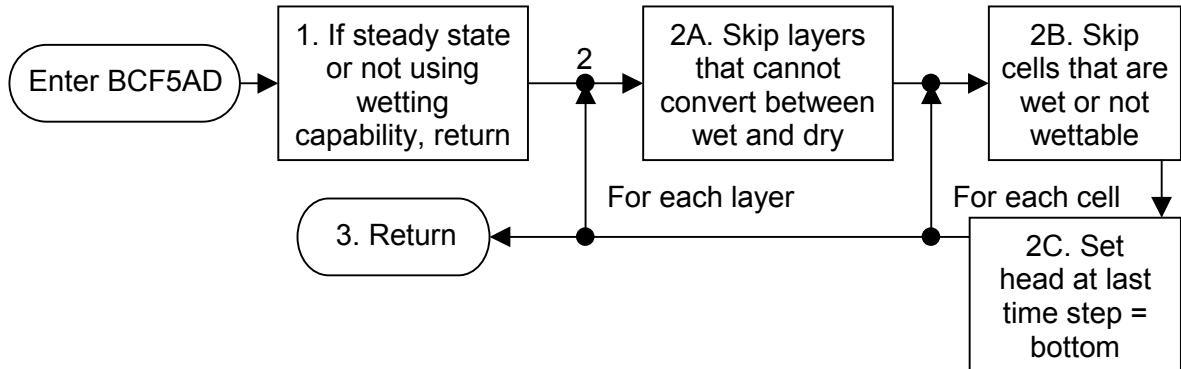 Enter BCF5AD
1. If steady state
or not using
wetting
capability, return
2
2A. Skip layers
that cannot
convert between
wet and dry
2B. Skip
cells that are
wet or not
wettable
For each layer
For each cell
2C. Set
head at last
time step =
bottom
3. Return